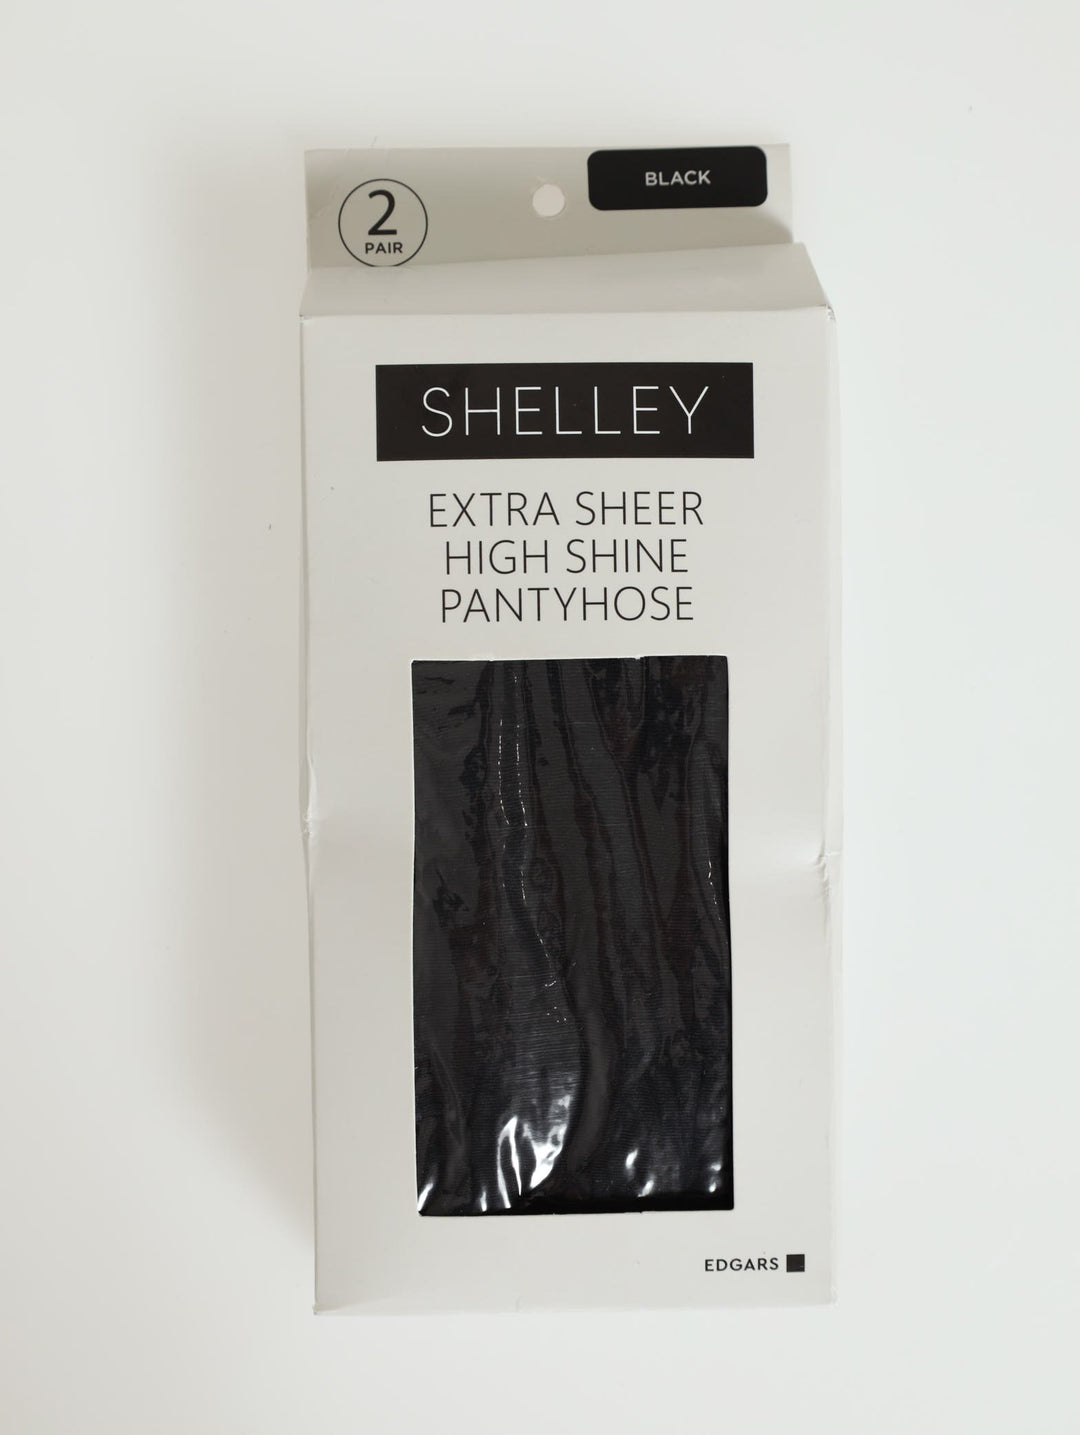 2
PAIR
BLACK
SHELLEY
EXTRA SHEER
HIGH SHINE
PANTYHOSE
EDGARS